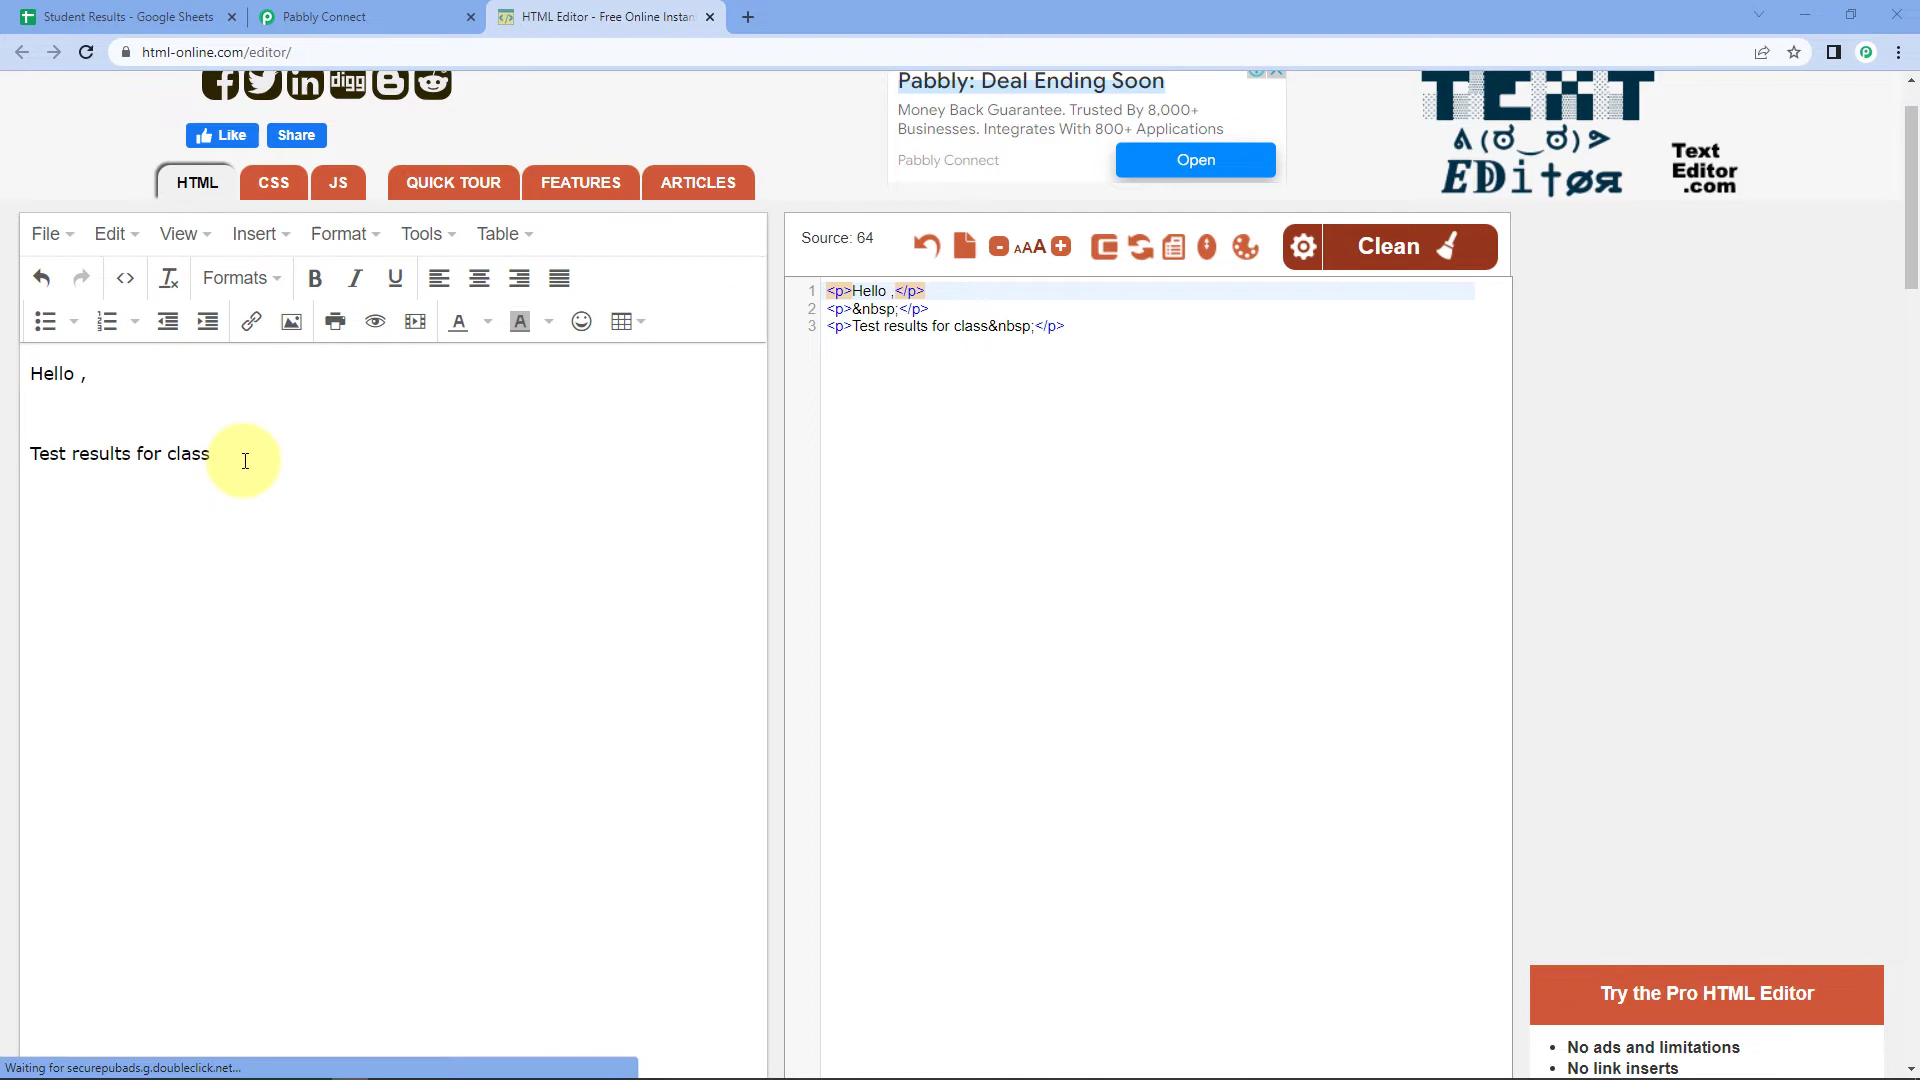 Student Results - Google Sheets
Pabbly Connect
HTML Editor - Free Online Instan
html-online.com/editor/
Pabbly: Deal Ending Soon
Money Back Guarantee. Trusted By 8,000+
Businesses. Integrates With 800+ Applications
Pabbly Connect
Open
TEXT
EDitøR
Text
Editor
.com
Like
Share
HTML
CSS
JS
QUICK TOUR
FEATURES
ARTICLES
File
Edit
View
Insert
Format
Tools
Table
Formats
B
I
U
A
A
Source: 64
- AAA +
Clean
1 <p>Hello ,</p>
2 <p>&nbsp;</p>
3 <p>Test results for class&nbsp;</p>
Hello ,
Test results for class
Try the Pro HTML Editor
• No ads and limitations
• No link inserts
Waiting for securepubads.g.doubleclick.net...